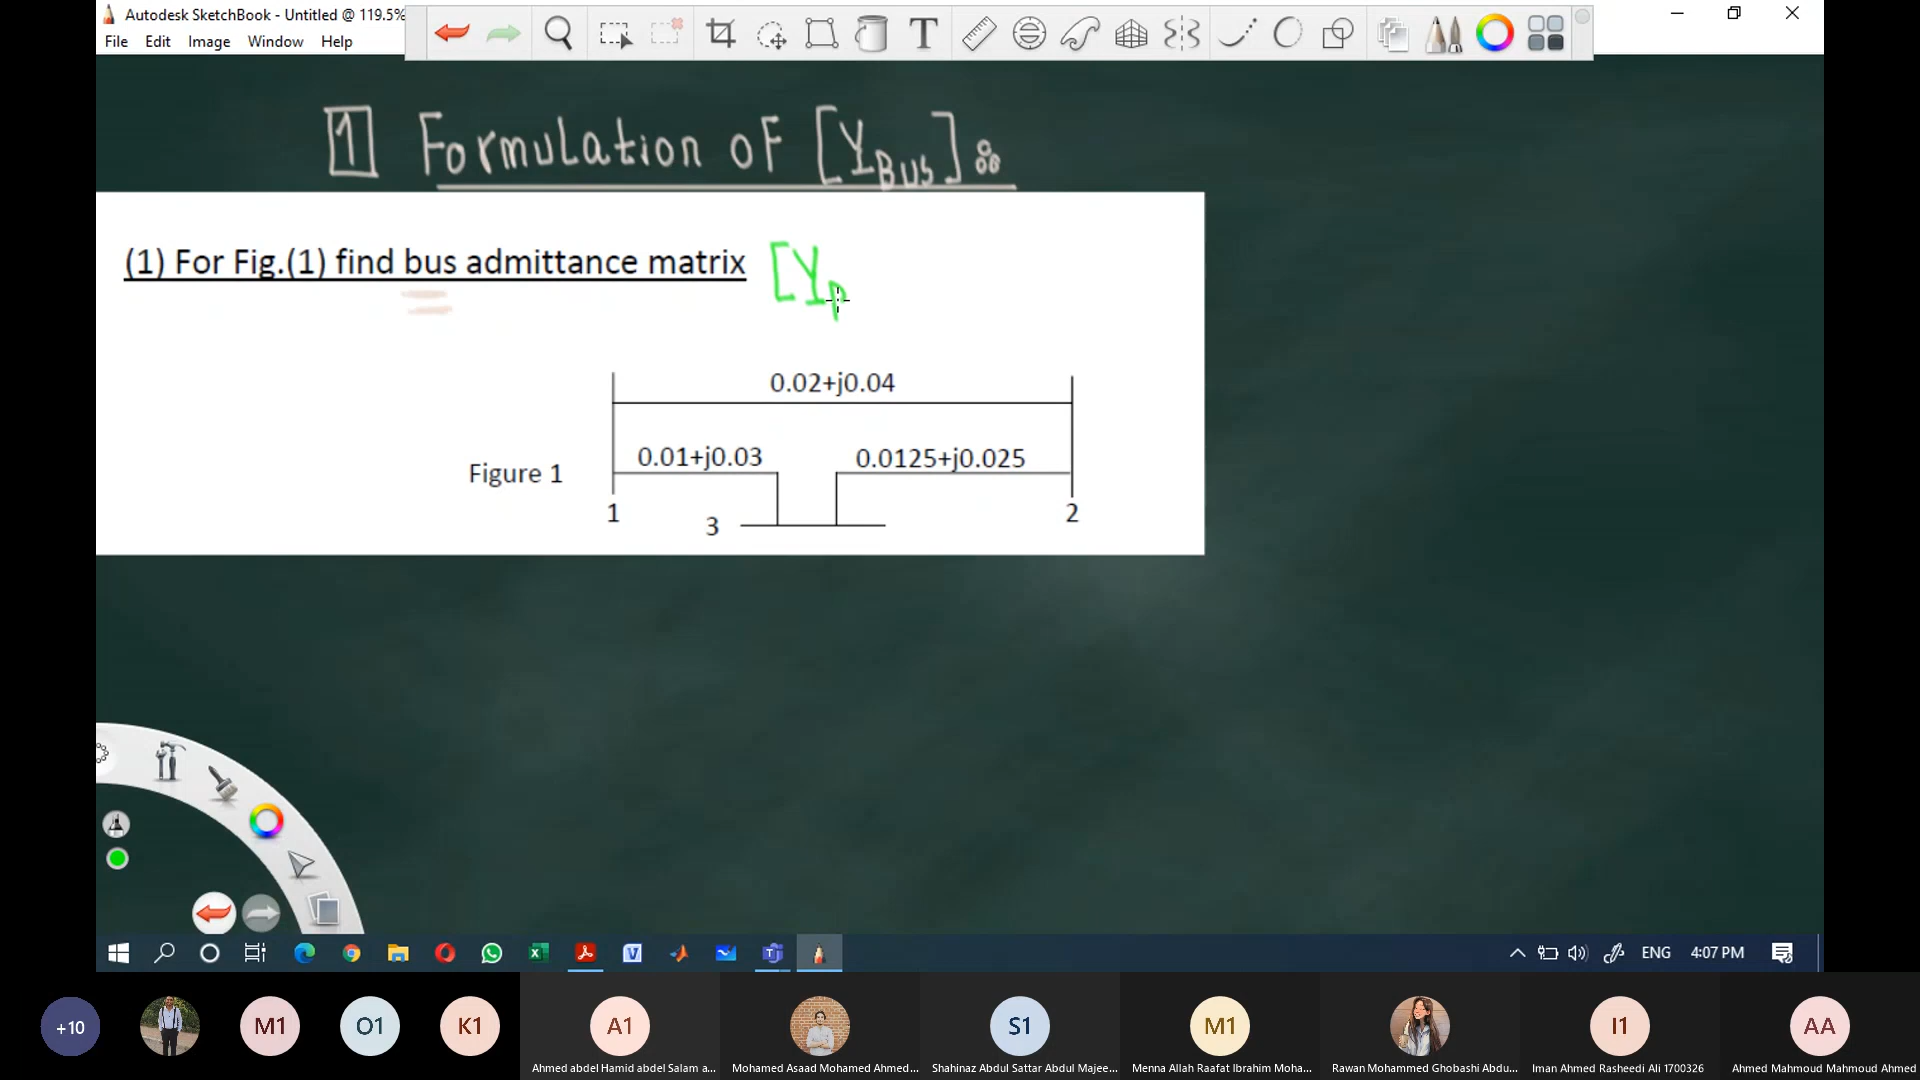 Autodesk SketchBook - Untitled @ 119.5%
File Edit Image Window Help
T
1 Formulation of [YBus]:
(1) For Fig.(1) find bus admittance matrix [Yp
0.02+j0.04
0.01+j0.03 0.0125+j0.025
Figure 1
1 3 2
ENG 4:07 PM
+10 M1 O1 K1 A1 S1 M1 I1 AA
Ahmed abdel Hamid abdel Salam a... Mohamed Asaad Mohamed Ahmed... Shahinaz Abdul Sattar Abdul Majee... Menna Allah Raafat Ibrahim Moha... Rawan Mohammed Ghobashi Abdu... Iman Ahmed Rasheedi Ali 1700326 Ahmed Mahmoud Mahmoud Ahmed